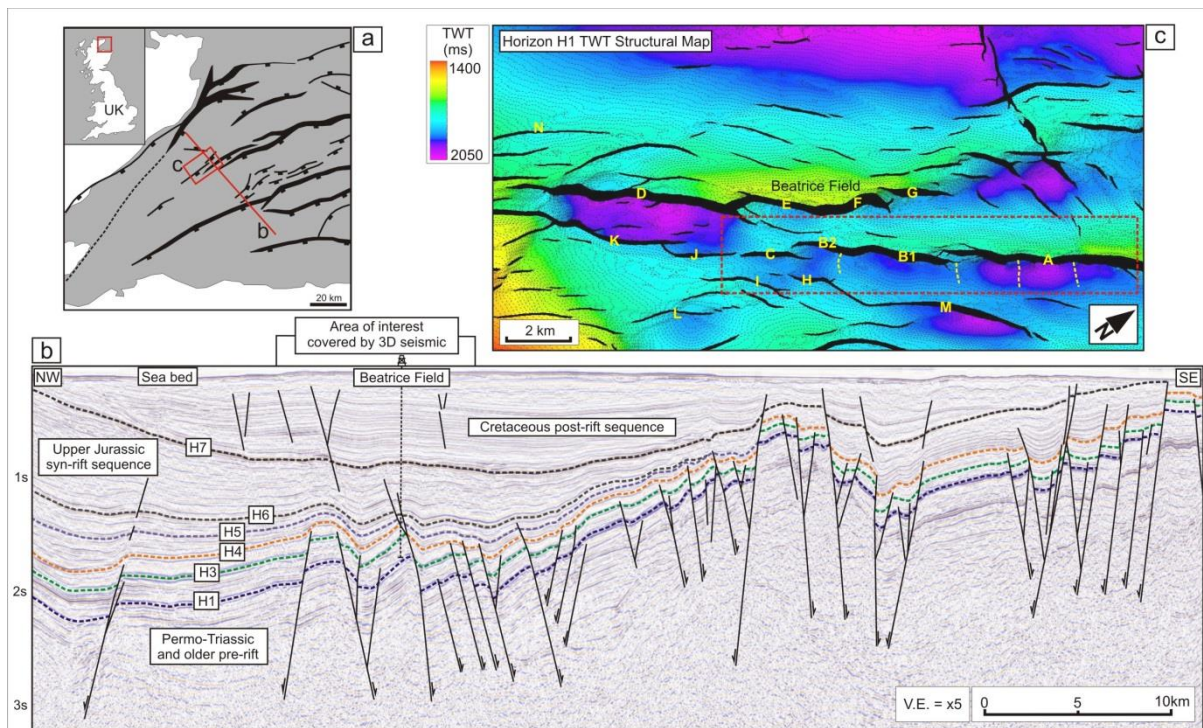 a
UK
c
b
20 km
TWT
(ms)
1400
2050
Horizon H1 TWT Structural Map
c
N
D
Beatrice Field
G
E
F
B2
K
J
C
B1
A
I
H
L
M
2 km
N
b
Area of interest
covered by 3D seismic
NW
Sea bed
Beatrice Field
SE
Cretaceous post-rift sequence
Upper Jurassic
syn-rift sequence
H7
1s
H6
H5
H4
H3
2s
H1
Permo-Triassic
and older pre-rift
3s
V.E. = x5
0 5 10km